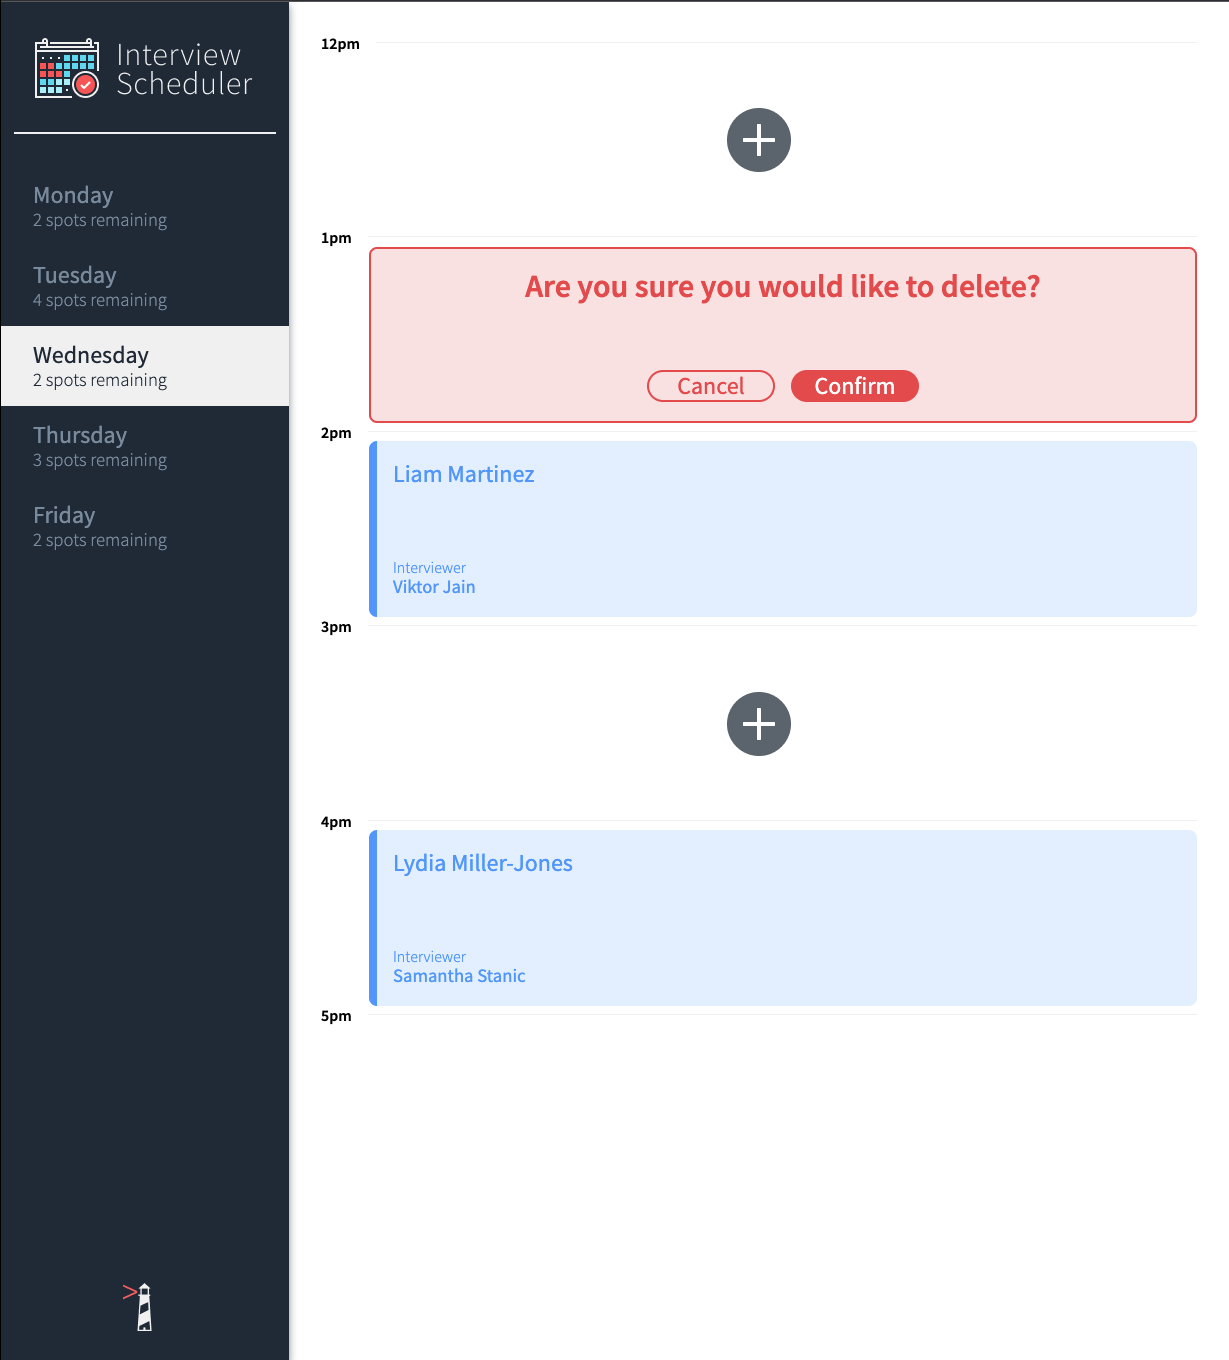 Interview
Scheduler
Monday
2 spots remaining
Tuesday
4 spots remaining
Wednesday
2 spots remaining
Thursday
3 spots remaining
Friday
2 spots remaining
12pm
1pm
Are you sure you would like to delete?
Cancel Confirm
2pm
Liam Martinez
Interviewer
Viktor Jain
3pm
4pm
Lydia Miller-Jones
Interviewer
Samantha Stanic
5pm